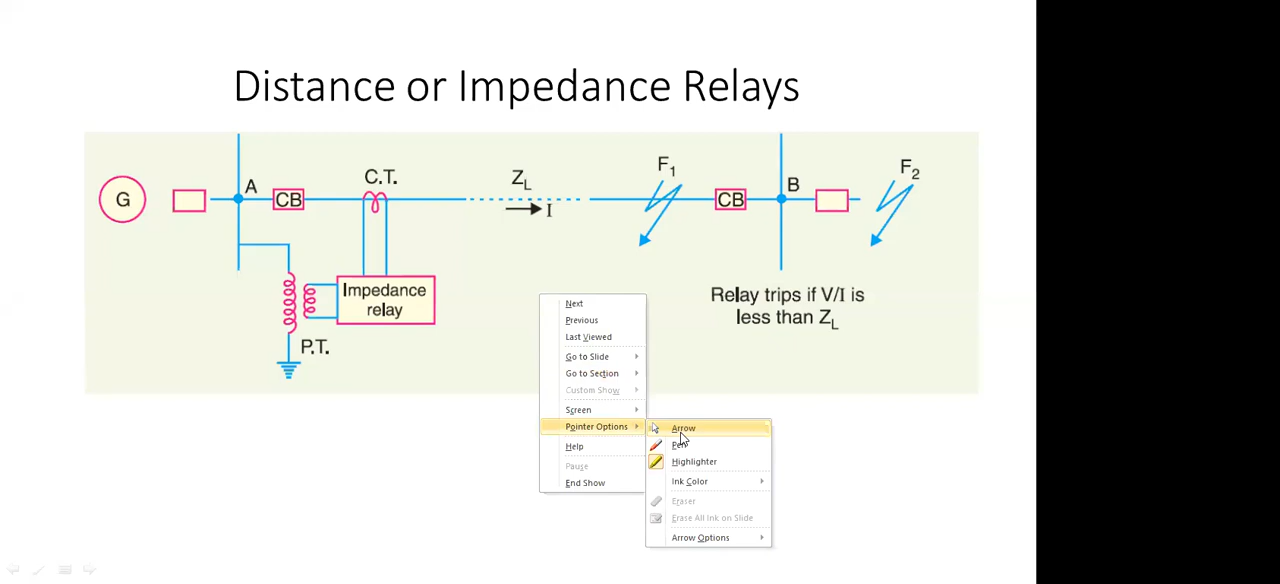 Distance or Impedance Relays
G
A
CB
C.T.
Z_L
I
F_1
CB
B
F_2
Impedance
relay
P.T.
Relay trips if V/I is
less than Z_L
Next
Previous
Last Viewed
Go to Slide
Go to Section
Custom Show
Screen
Pointer Options
Help
Pause
End Show
Arrow
Pen
Highlighter
Ink Color
Eraser
Erase All Ink on Slide
Arrow Options